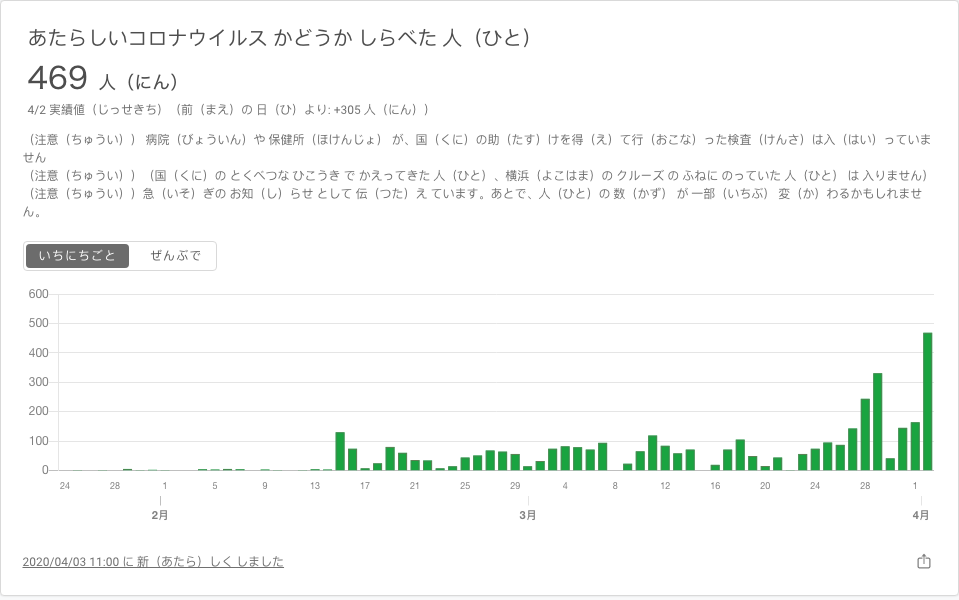 あたらしいコロナウイルス かどうか しらべた 人（ひと）
469 人（にん）
4/2 実績値（じっせきち）（前（まえ）の 日（ひ）より: +305 人（にん））
（注意（ちゅうい）） 病院（びょういん）や 保健所（ほけんじょ） が、国（くに）の助（たす）けを得（え）て行（おこな）った検査（けんさ）は入（はい）っていま
せん
（注意（ちゅうい））（国（くに）の とくべつな ひこうき で かえってきた 人（ひと）、横浜（よこはま）の クルーズ の ふねに のっていた 人（ひと） は 入りません）
（注意（ちゅうい））急（いそ）ぎの お知（し）らせ として 伝（つた）え ています。あとで、人（ひと）の 数（かず） が 一部（いちぶ） 変（か）わるかもしれませ
ん。
いちにちごと ぜんぶで
600
500
400
300
200
100
0
24 28 1 5 9 13 17 21 25 29 4 8 12 16 20 24 28 1
2月 3月 4月
2020/04/03 11:00 に 新（あたら）しく しました